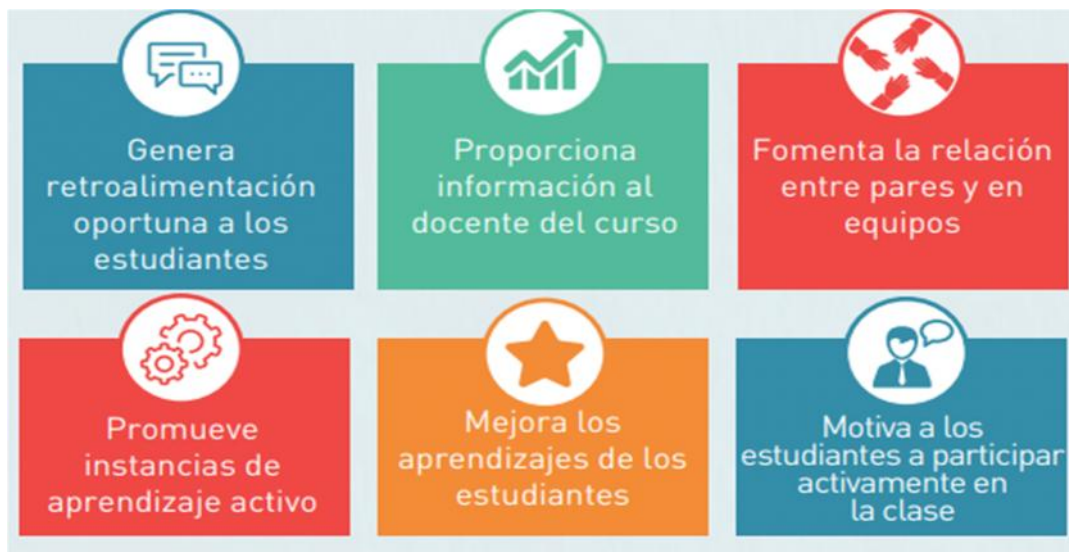 Genera
retroalimentación
oportuna a los
estudiantes
Proporciona
información al
docente del curso
Fomenta la relación
entre pares y en
equipos
Promueve
instancias de
aprendizaje activo
Mejora los
aprendizajes de los
estudiantes
Motiva a los
estudiantes a participar
activamente en
la clase